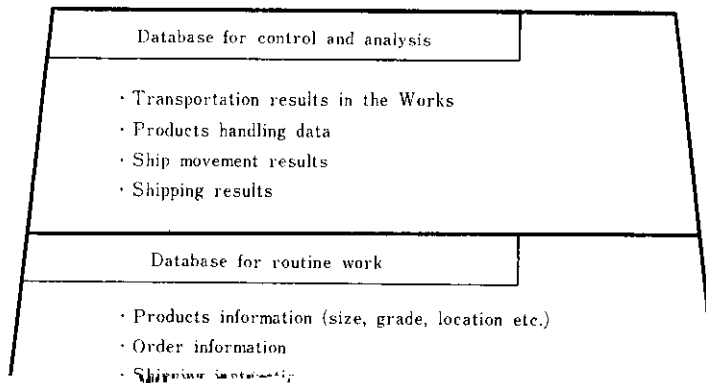 Database for control and analysis
· Transportation results in the Works
· Products handling data
· Ship movement results
· Shipping results
Database for routine work
· Products information (size, grade, location etc.)
· Order information
· Shipping